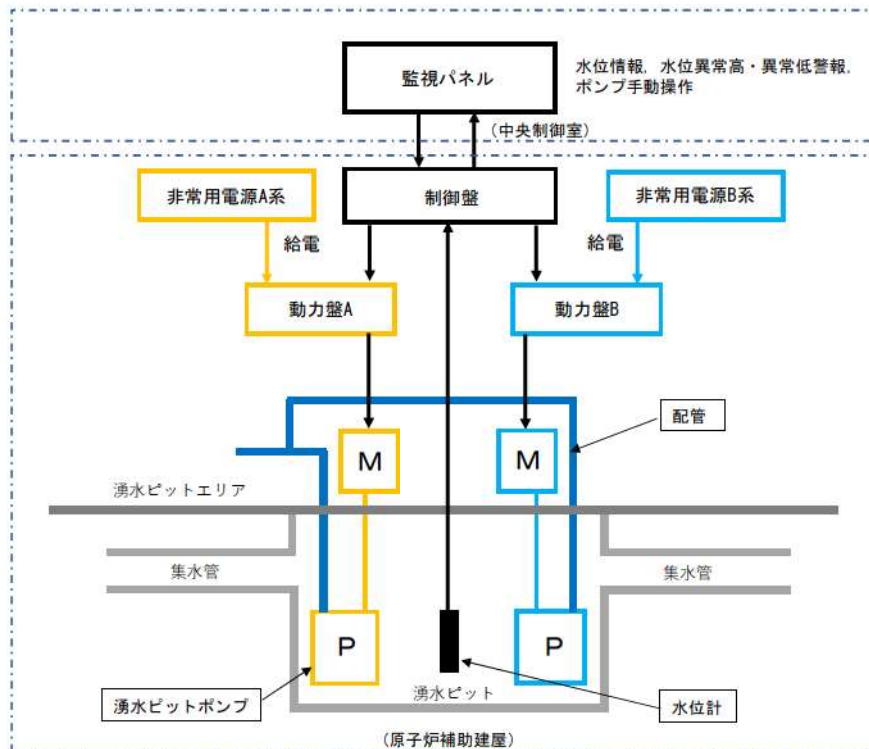 監視パネル
水位情報，水位異常高・異常低警報，
ポンプ手動操作
（中央制御室）
非常用電源A系
制御盤
非常用電源B系
給電
給電
動力盤A
動力盤B
配管
M
M
湧水ピットエリア
集水管
集水管
P
P
湧水ピット
湧水ピットポンプ
水位計
（原子炉補助建屋）